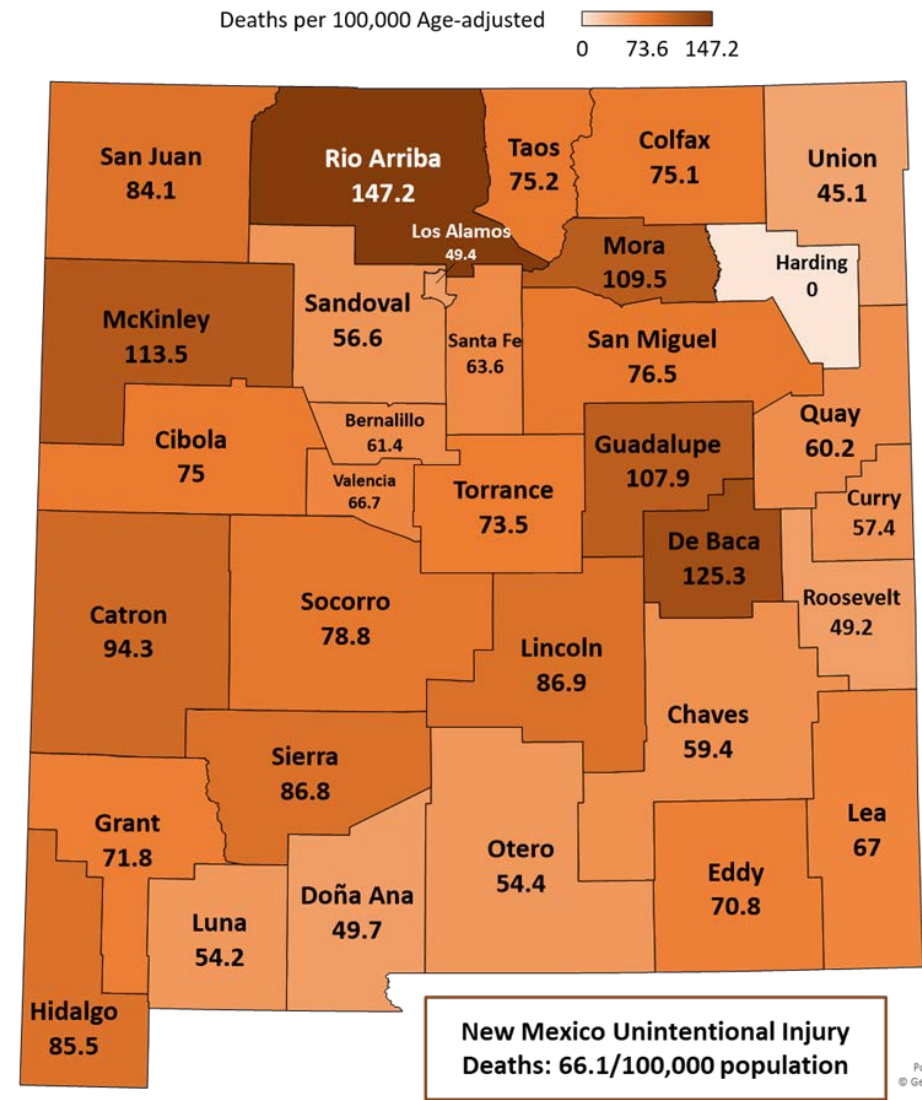 Deaths per 100,000 Age-adjusted
0 73.6 147.2
San Juan
84.1
Rio Arriba
147.2
Taos
75.2
Colfax
75.1
Union
45.1
Los Alamos
49.4
Mora
109.5
Harding
0
McKinley
113.5
Sandoval
56.6
Santa Fe
63.6
San Miguel
76.5
Quay
60.2
Cibola
75
Bernalillo
61.4
Valencia
66.7
Torrance
73.5
Guadalupe
107.9
Curry
57.4
De Baca
125.3
Roosevelt
49.2
Catron
94.3
Socorro
78.8
Lincoln
86.9
Chaves
59.4
Sierra
86.8
Grant
71.8
Luna
54.2
Doña Ana
49.7
Otero
54.4
Eddy
70.8
Lea
67
Hidalgo
85.5
New Mexico Unintentional Injury
Deaths: 66.1/100,000 population
Po
© Ge